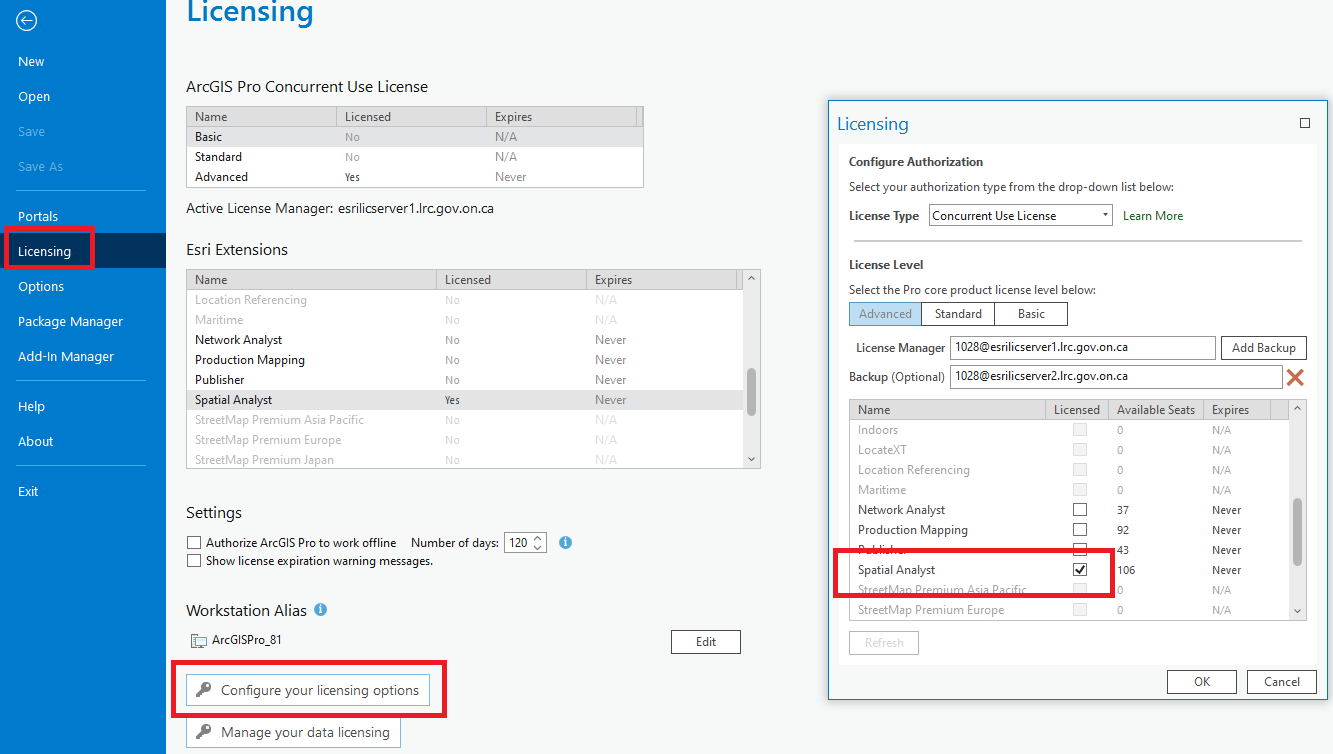 Licensing
New
Open
Save
Save As
Portals
Licensing
Options
Package Manager
Add-In Manager
Help
About
Exit
ArcGIS Pro Concurrent Use License
Name Licensed Expires
Basic No N/A
Standard No N/A
Advanced Yes Never
Active License Manager: esrilicserver1.lrc.gov.on.ca
Esri Extensions
Name Licensed Expires
Location Referencing No N/A
Maritime No N/A
Network Analyst No Never
Production Mapping No Never
Publisher No Never
Spatial Analyst Yes Never
StreetMap Premium Asia Pacific No N/A
StreetMap Premium Europe No N/A
StreetMap Premium Japan No N/A
Settings
Authorize ArcGIS Pro to work offline Number of days: 120
Show license expiration warning messages.
Workstation Alias
ArcGISPro_81 Edit
Configure your licensing options
Manage your data licensing
Licensing
Configure Authorization
Select your authorization type from the drop-down list below:
License Type Concurrent Use License Learn More
License Level
Select the Pro core product license level below:
Advanced Standard Basic
License Manager 1028@esrilicserver1.lrc.gov.on.ca Add Backup
Backup (Optional) 1028@esrilicserver2.lrc.gov.on.ca
Name Licensed Available Seats Expires
Indoors 0 N/A
LocateXT 0 N/A
Location Referencing 0 N/A
Maritime 0 N/A
Network Analyst 37 Never
Production Mapping 92 Never
Publisher 43 Never
Spatial Analyst 106 Never
StreetMap Premium Asia Pacific 0 N/A
StreetMap Premium Europe 0 N/A
Refresh
OK Cancel